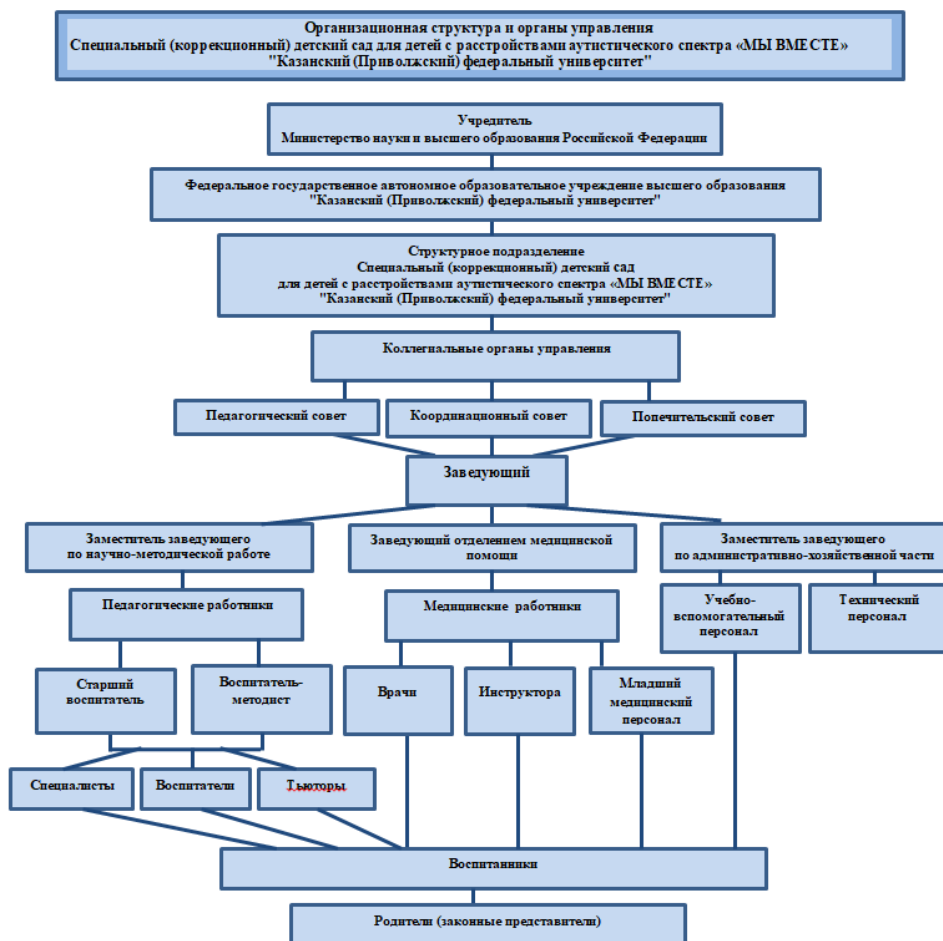 Организационная структура и органы управления
Специальный (коррекционный) детский сад для детей с расстройствами аутистического спектра «МЫ ВМЕСТЕ»
"Казанский (Приволжский) федеральный университет"
Учредитель
Министерство науки и высшего образования Российской Федерации
Федеральное государственное автономное образовательное учреждение высшего образования
"Казанский (Приволжский) федеральный университет"
Структурное подразделение
Специальный (коррекционный) детский сад
для детей с расстройствами аутистического спектра «МЫ ВМЕСТЕ»
"Казанский (Приволжский) федеральный университет"
Коллегиальные органы управления
Педагогический совет
Координационный совет
Попечительский совет
Заведующий
Заместитель заведующего
по научно-методической работе
Заведующий отделением медицинской
помощи
Заместитель заведующего
по административно-хозяйственной части
Педагогические работники
Медицинские работники
Учебно-
вспомогательный
персонал
Технический
персонал
Старший
воспитатель
Воспитатель-
методист
Врачи
Инструктора
Младший
медицинский
персонал
Специалисты
Воспитатели
Тьюторы
Воспитанники
Родители (законные представители)